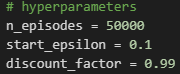 # hyperparameters
n_episodes = 50000
start_epsilon = 0.1
discount_factor = 0.99